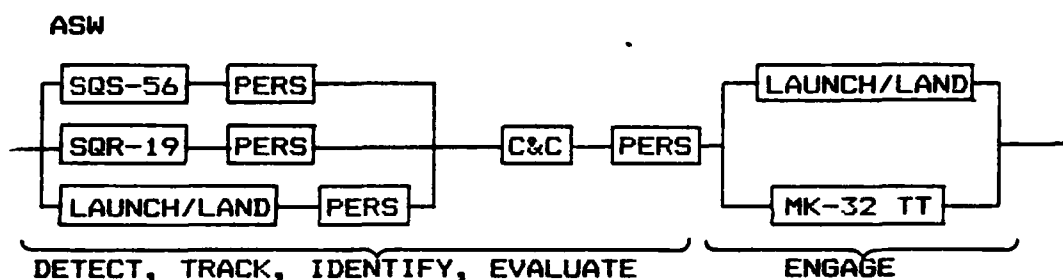 ASW
SQS-56 PERS LAUNCH/LAND
SQR-19 PERS C&C PERS
LAUNCH/LAND PERS MK-32 TT
DETECT, TRACK, IDENTIFY, EVALUATE ENGAGE